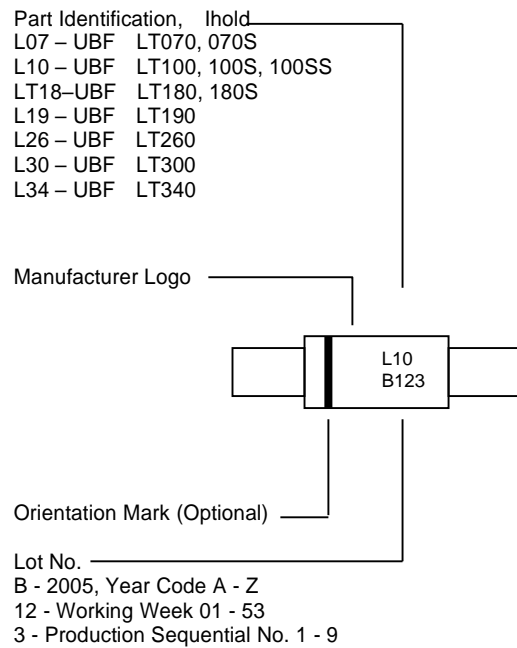 Part Identification, Ihold
L07 – UBF LT070, 070S
L10 – UBF LT100, 100S, 100SS
LT18–UBF LT180, 180S
L19 – UBF LT190
L26 – UBF LT260
L30 – UBF LT300
L34 – UBF LT340
Manufacturer Logo
L10
B123
Orientation Mark (Optional)
Lot No.
B - 2005, Year Code A - Z
12 - Working Week 01 - 53
3 - Production Sequential No. 1 - 9